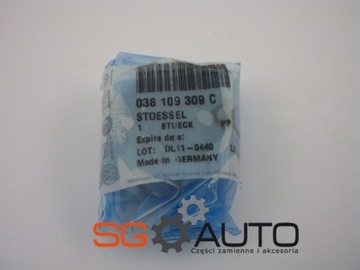 038 109 309 C
STOESSEL
1 STUECK
Expire date:
LOT: DL11-0440
Made in GERMANY
SG AUTO
Części zamienne i akcesoria